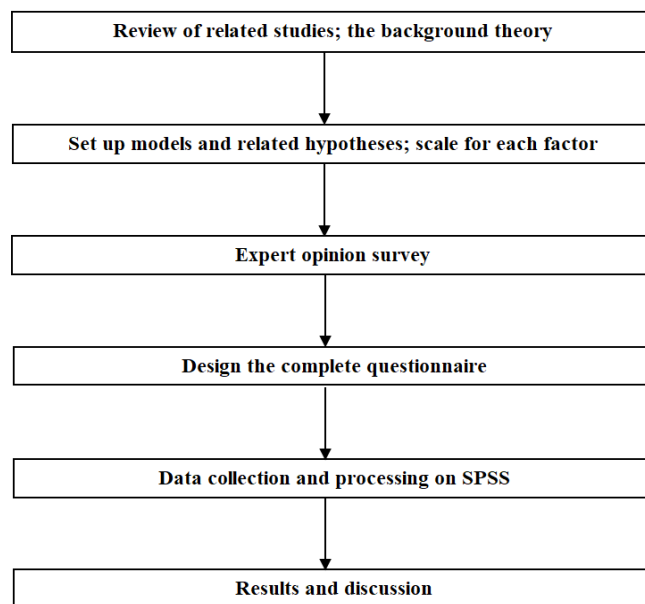 Review of related studies; the background theory
Set up models and related hypotheses; scale for each factor
Expert opinion survey
Design the complete questionnaire
Data collection and processing on SPSS
Results and discussion